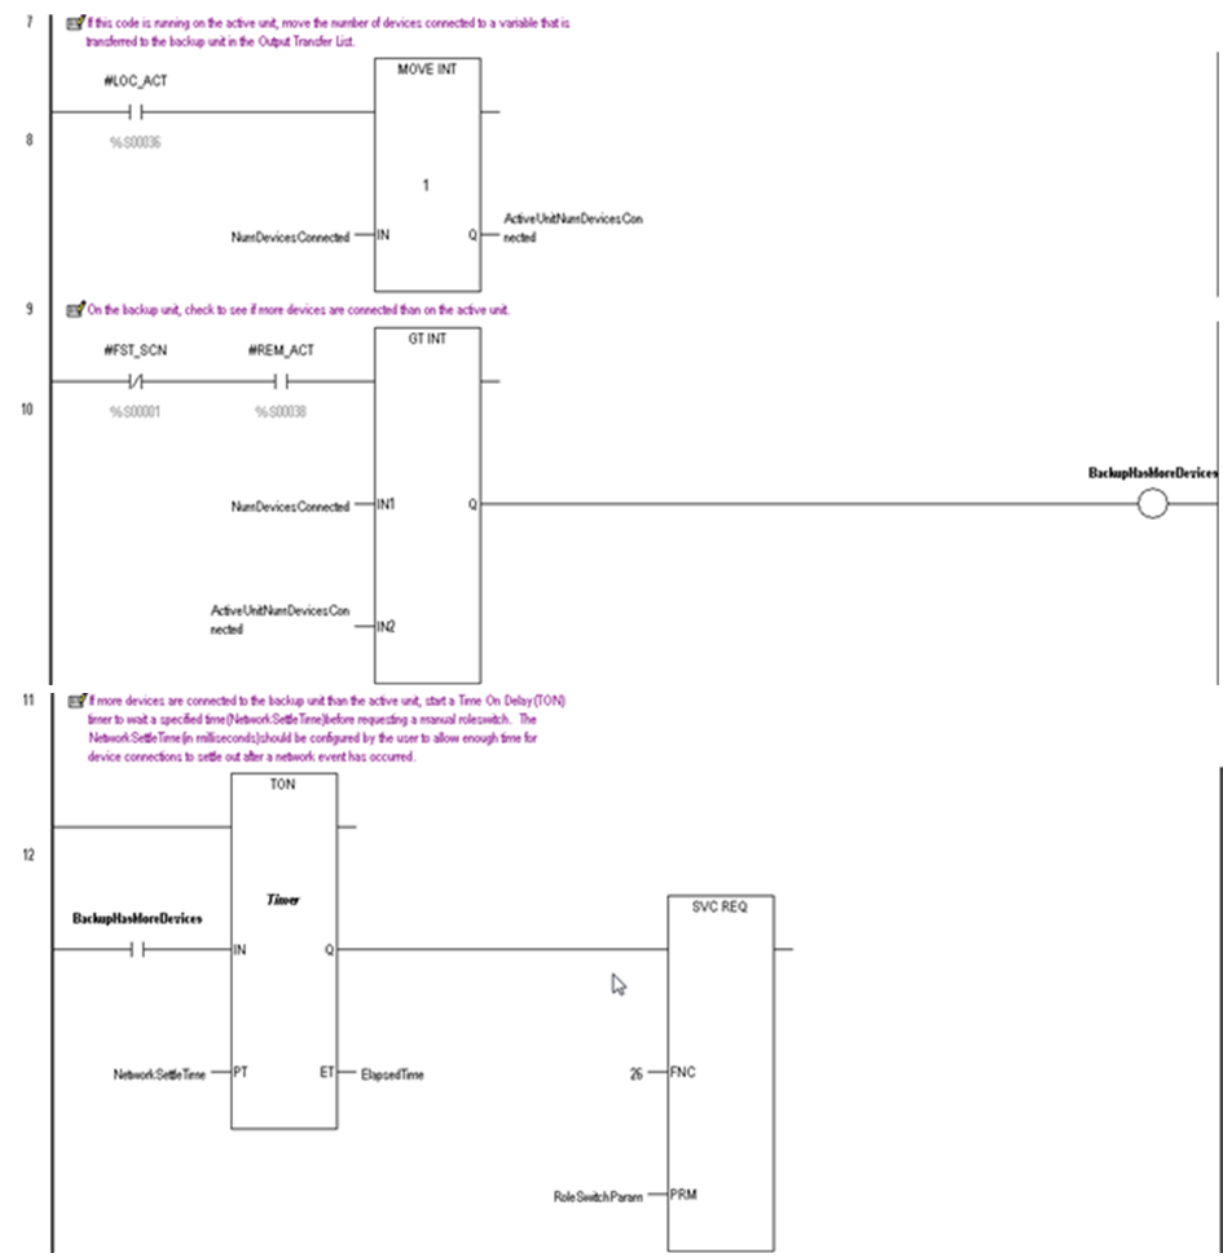 7
If this code is running on the active unit, move the number of devices connected to a variable that is
transferred to the backup unit in the Output Transfer List.
MOVE INT
#LOC_ACT
8
%S00036
1
ActiveUnitNumDevicesCon
NumDevicesConnected IN Q nected
9
On the backup unit, check to see if more devices are connected than on the active unit.
GT INT
#FST_SCN #REM_ACT
10
%S00001 %S00038
BackupHasMoreDevices
NumDevicesConnected IN1 Q
ActiveUnitNumDevicesCon
nected IN2
11
If more devices are connected to the backup unit than the active unit, start a Time On Delay(TON)
timer to wait a specified time(NetworkSettleTime)before requesting a manual roleswitch. The
NetworkSettleTime(in milliseconds)should be configured by the user to allow enough time for
device connections to settle out after a network event has occurred.
TON
12
Timer
SVC REQ
BackupHasMoreDevices
IN Q
NetworkSettleTime PT ET ElapsedTime
26 FNC
RoleSwitchParam PRM